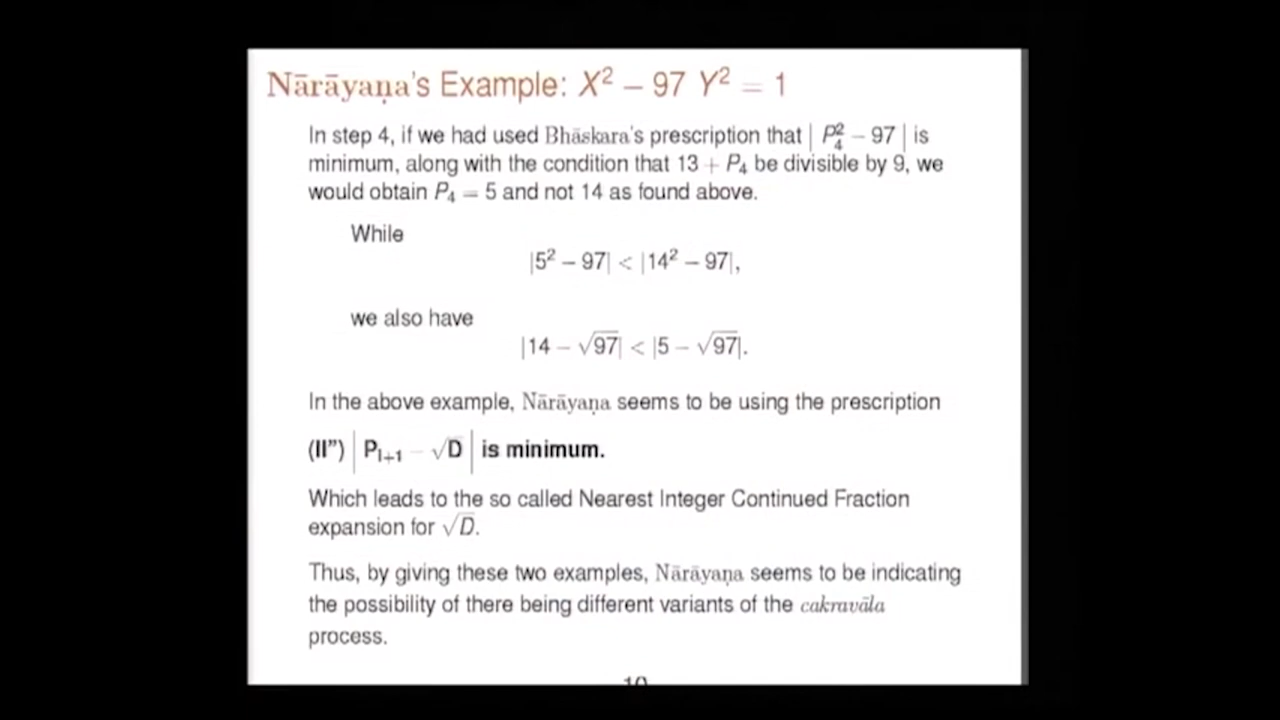 Nārāyaṇa's Example: X² – 97 Y² = 1
In step 4, if we had used Bhāskara's prescription that | P₄² – 97 | is
minimum, along with the condition that 13 + P₄ be divisible by 9, we
would obtain P₄ = 5 and not 14 as found above.
While
|5² – 97| < |14² – 97|,
we also have
|14 – √97| < |5 – √97|.
In the above example, Nārāyaṇa seems to be using the prescription
(II") | Pᵢ₊₁ – √D | is minimum.
Which leads to the so called Nearest Integer Continued Fraction
expansion for √D.
Thus, by giving these two examples, Nārāyaṇa seems to be indicating
the possibility of there being different variants of the cakravāla
process.